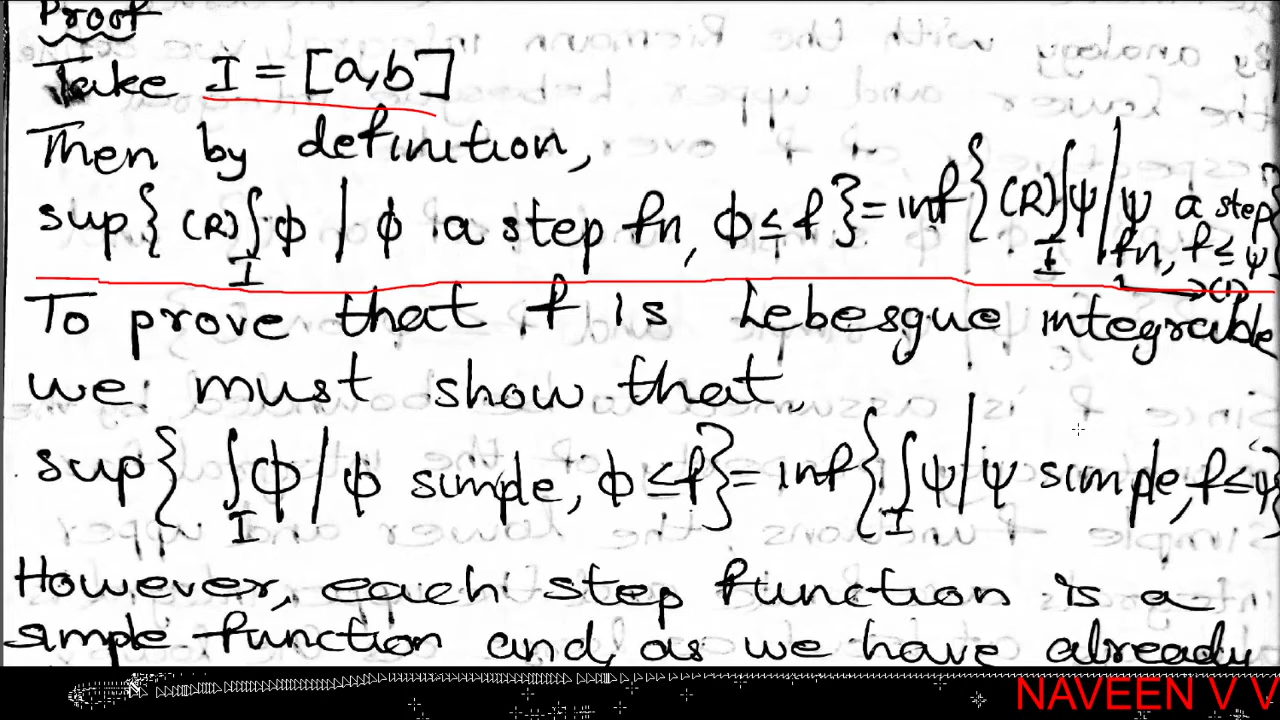 Proof
Take I = [a,b]
Then by definition,
sup{ (R)∫_I φ | φ a step fn, φ ≤ f } = inf{ (R)∫_I ψ | ψ a step fn, f ≤ ψ} → (1)
To prove that f is Lebesgue integrable
we must show that
sup{ ∫_I φ | φ simple, φ ≤ f } = inf{ ∫_I ψ | ψ simple, f ≤ ψ}
However, each step function is a
simple function and, as we have already
NAVEEN V V